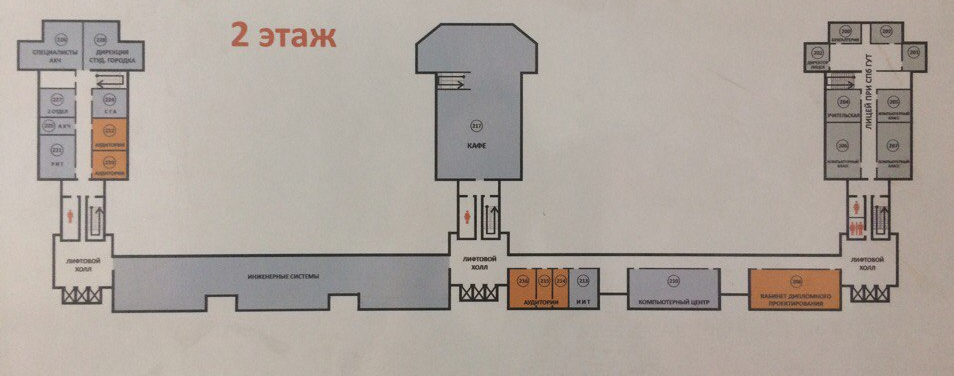 2 этаж
СПЕЦИАЛИСТЫ
АХЧ
228
ДИРЕКЦИЯ
СТУД. ГОРОДКА
227
2 ОТДЕЛ
224
С Т А
225
А Х Ч
222
АУДИТОРИЯ
221
Р И Т
220
АУДИТОРИЯ
ЛИФТОВОЙ
ХОЛЛ
ИНЖЕНЕРНЫЕ СИСТЕМЫ
217
КАФЕ
ЛИФТОВОЙ
ХОЛЛ
216
215
214
АУДИТОРИИ
213
И И Т
210
КОМПЬЮТЕРНЫЙ ЦЕНТР
КАБИНЕТ ДИПЛОМНОГО
ПРОЕКТИРОВАНИЯ
200
БУХГАЛТЕРИЯ
202
201
ДИРЕКТОР
ЛИЦЕЯ
203
ЛИЦЕЙ ПРИ СПб ГУТ
204
УЧИТЕЛЬСКАЯ
205
КОМПЬЮТЕРНЫЙ
КЛАСС
206
КОМПЬЮТЕРНЫЙ
КЛАСС
207
КОМПЬЮТЕРНЫЙ
КЛАСС
ЛИФТОВОЙ
ХОЛЛ